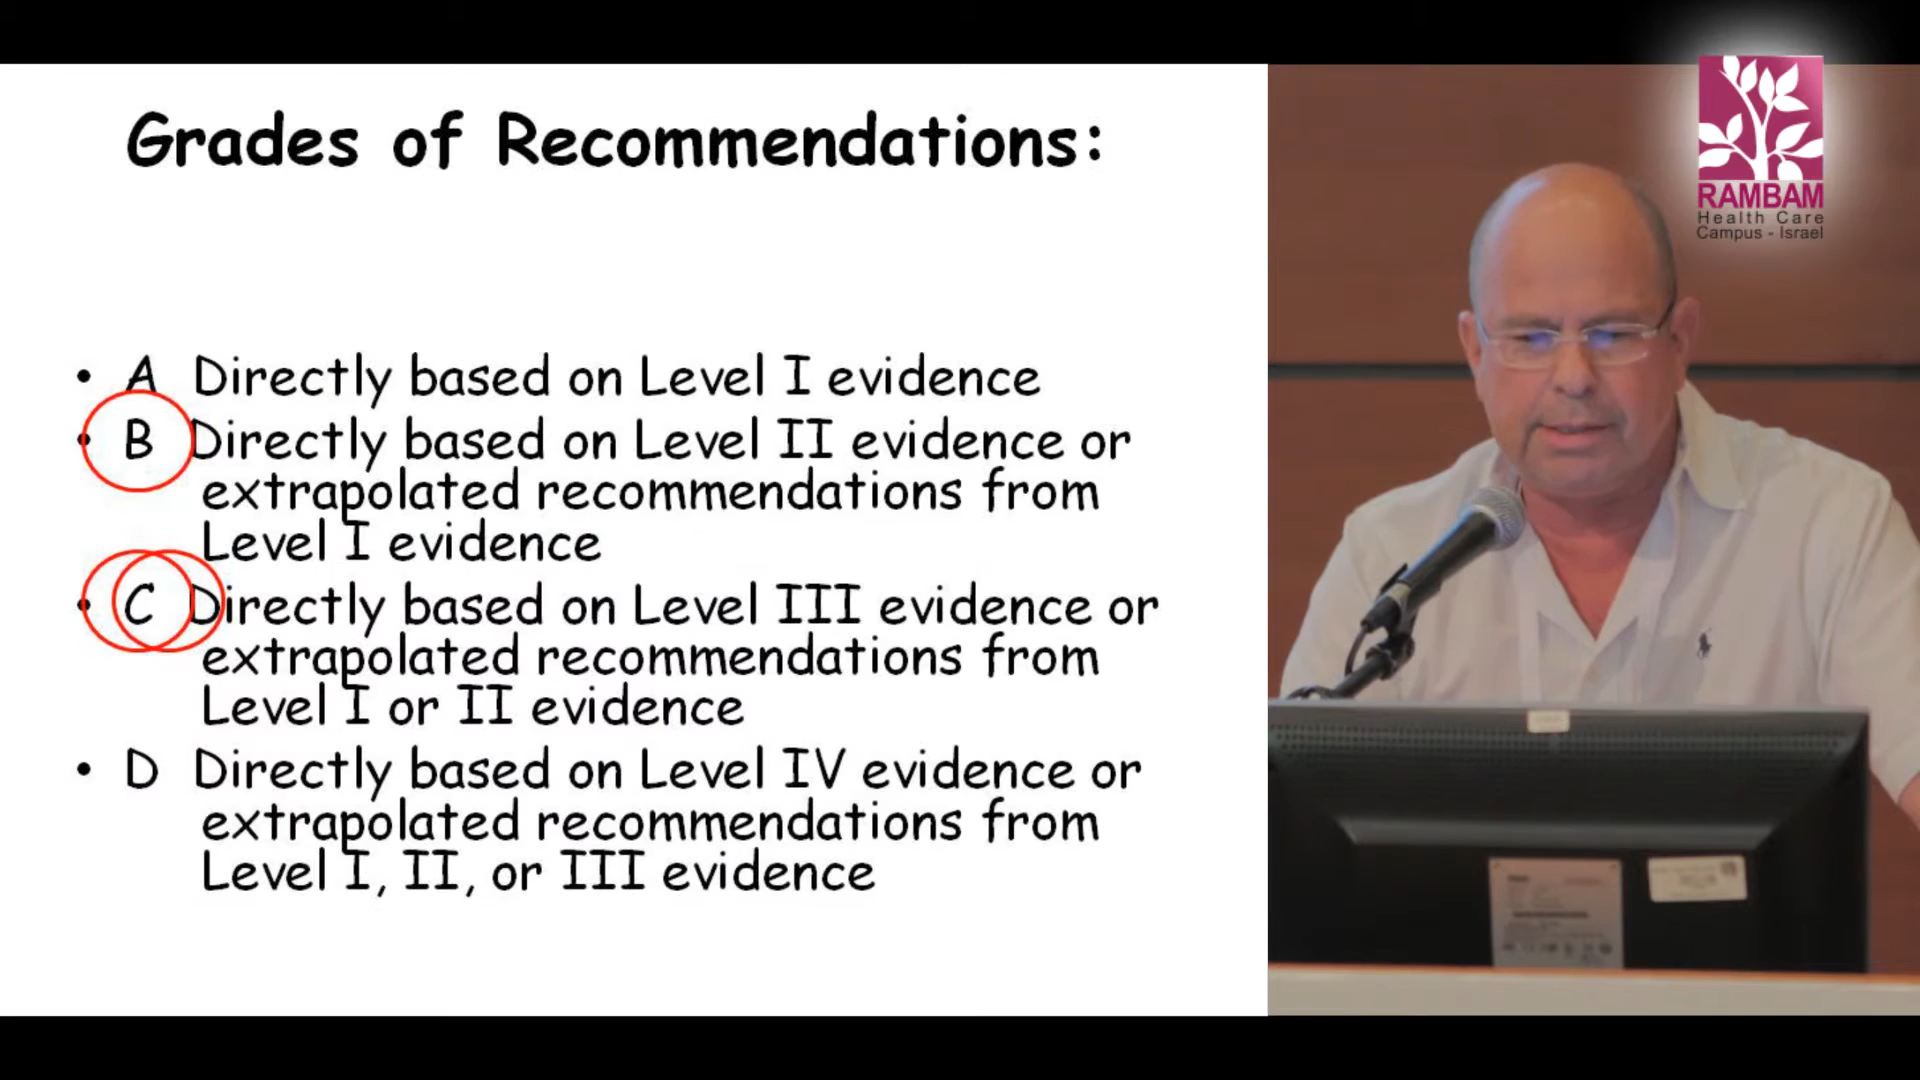 Grades of Recommendations:
• A Directly based on Level I evidence
• B Directly based on Level II evidence or
extrapolated recommendations from
Level I evidence
• C Directly based on Level III evidence or
extrapolated recommendations from
Level I or II evidence
• D Directly based on Level IV evidence or
extrapolated recommendations from
Level I, II, or III evidence
RAMBAM
Health Care
Campus - Israel